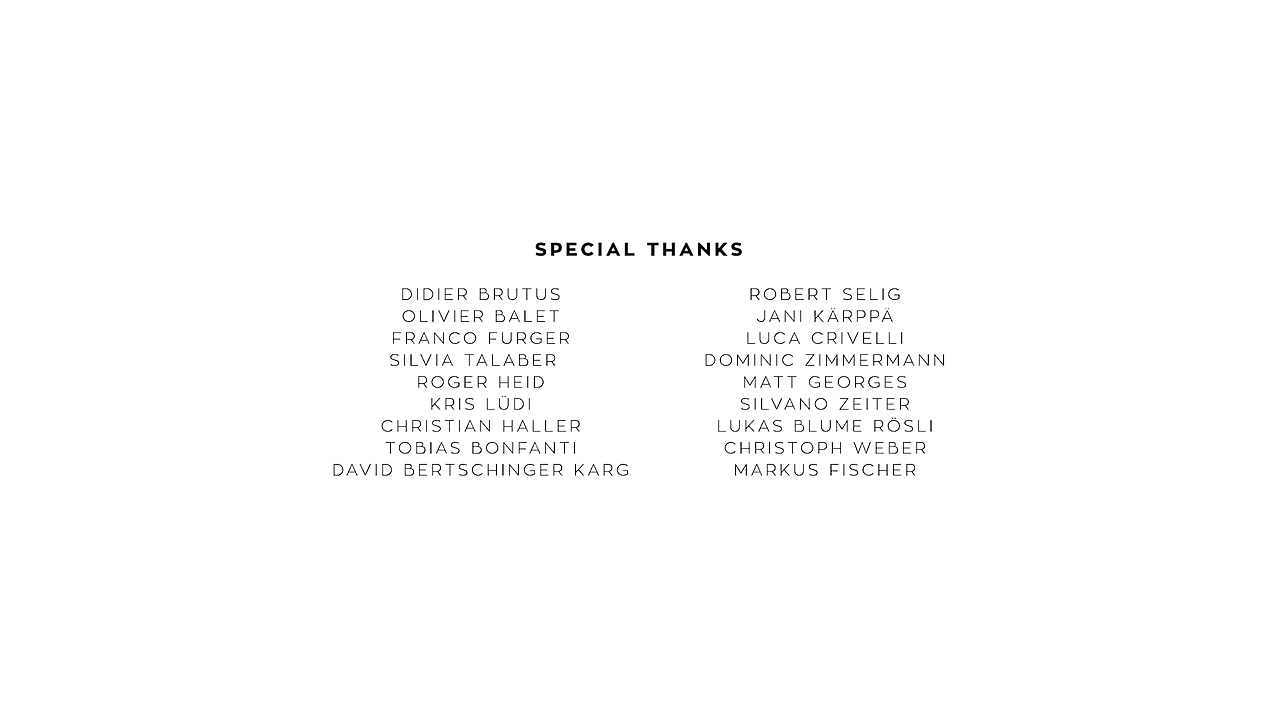 SPECIAL THANKS
DIDIER BRUTUS
OLIVIER BALET
FRANCO FURGER
SILVIA TALABER
ROGER HEID
KRIS LÜDI
CHRISTIAN HALLER
TOBIAS BONFANTI
DAVID BERTSCHINGER KARG
ROBERT SELIG
JANI KÄRPPÄ
LUCA CRIVELLI
DOMINIC ZIMMERMANN
MATT GEORGES
SILVANO ZEITER
LUKAS BLUME RÖSLI
CHRISTOPH WEBER
MARKUS FISCHER